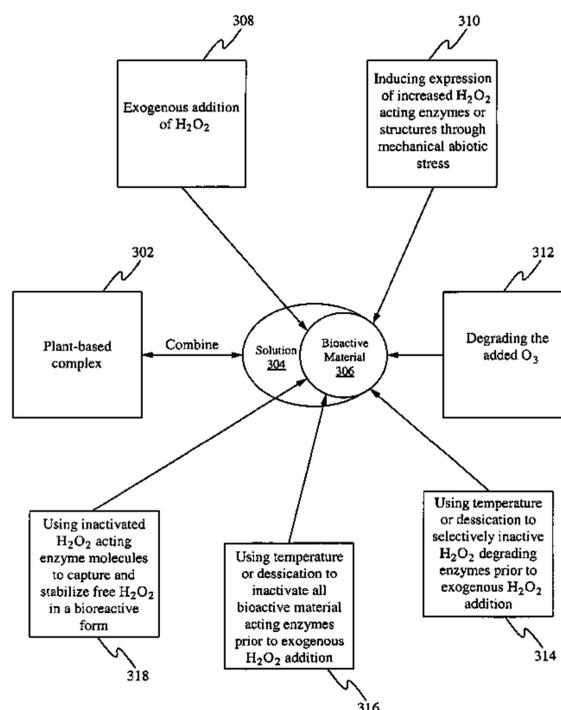 308
310
Exogenous addition
of H₂O₂
Inducing expression
of increased H₂O₂
acting enzymes or
structures through
mechanical abiotic
stress
302
312
Plant-based
complex
Combine
Solution
304
Bioactive
Material
306
Degrading the
added O₃
Using inactivated
H₂O₂ acting
enzyme molecules
to capture and
stabilize free H₂O₂
in a bioreactive
form
318
Using temperature
or dessication to
inactivate all
bioactive material
acting enzymes
prior to exogenous
H₂O₂ addition
316
Using temperature
or dessication to
selectively inactive
H₂O₂ degrading
enzymes prior to
exogenous H₂O₂
addition
314